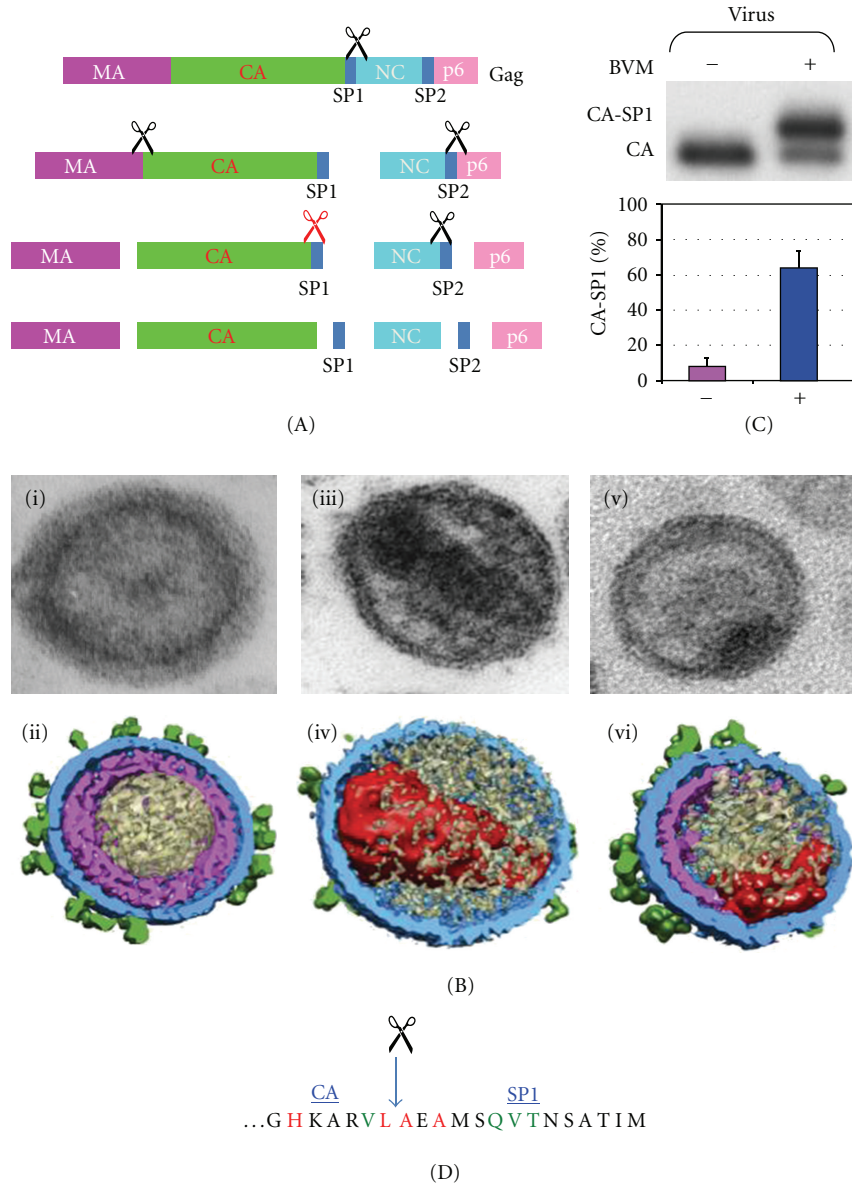 MA CA NC p6 Gag
SP1 SP2
MA CA NC p6
SP1 SP2
MA CA NC p6
SP1 SP2
MA CA NC p6
SP1 SP2
(A)
Virus
BVM − +
CA-SP1
CA
CA-SP1 (%)
100
80
60
40
20
0
− +
(C)
(i) (iii) (v)
(ii) (iv) (vi)
(B)
CA SP1
...G H K A R V L A E A M S Q V T N S A T I M
(D)